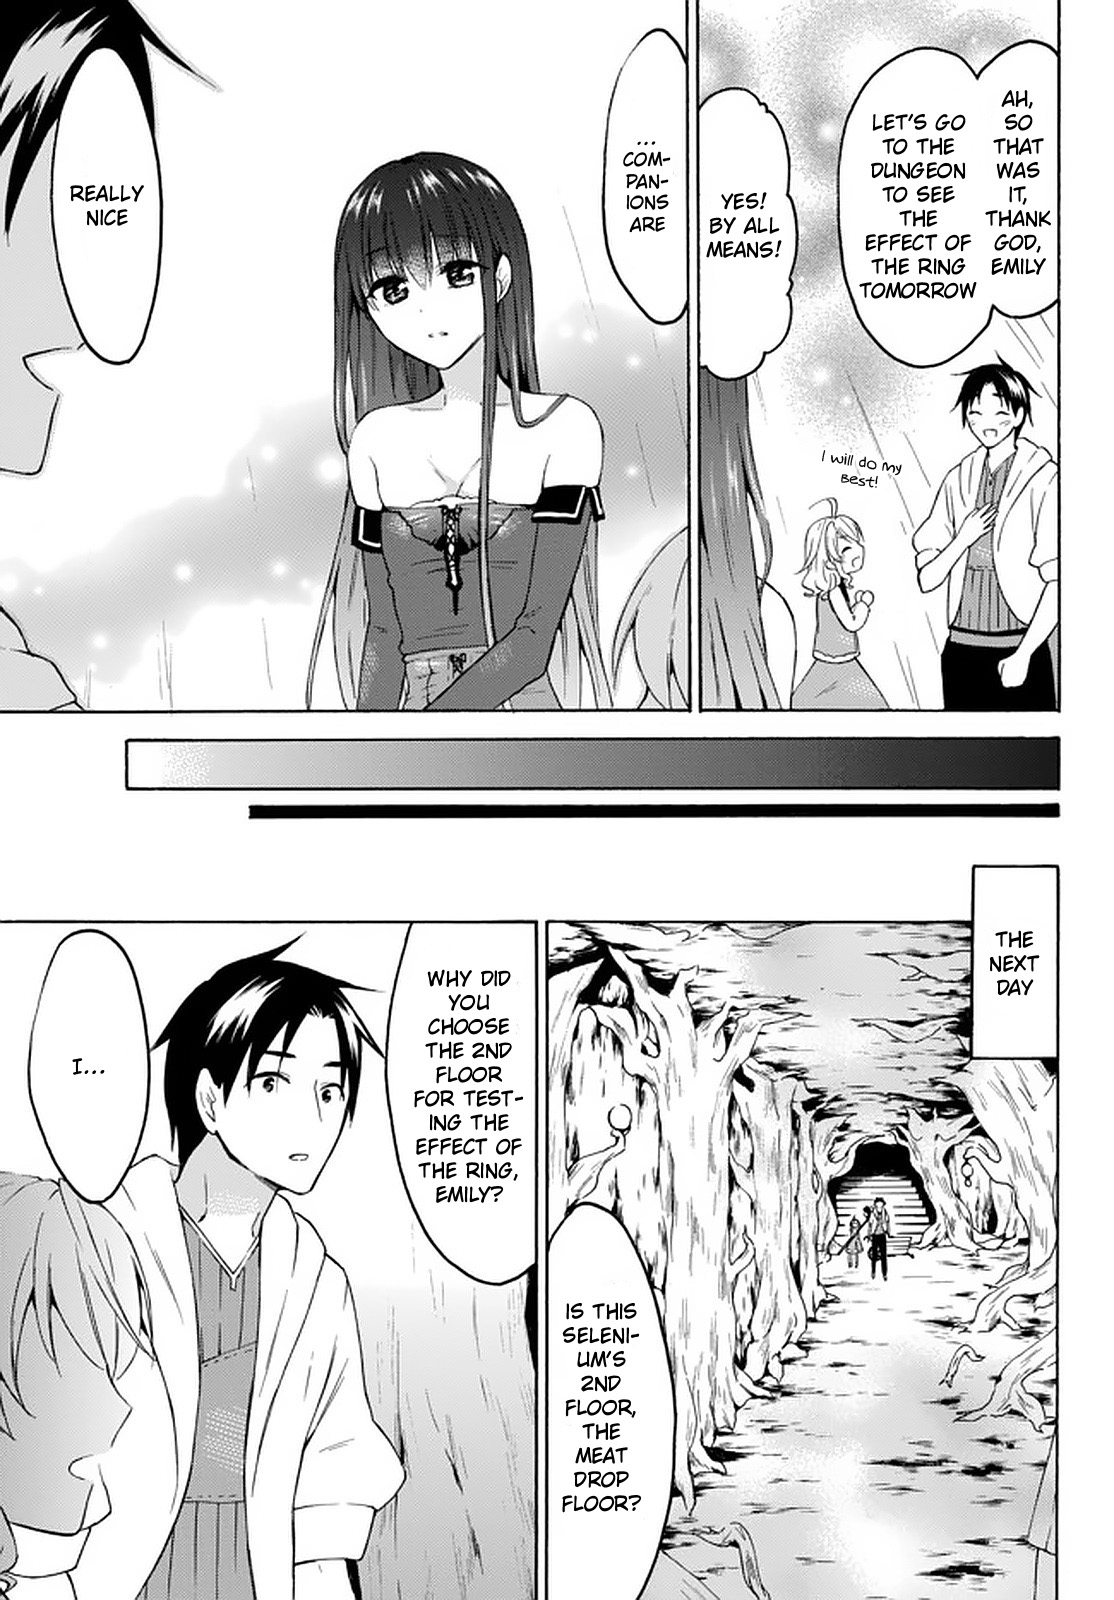 AH,
SO
THAT
WAS
IT,
THANK
GOD,
EMILY
LET'S GO
TO THE
DUNGEON
TO SEE
THE
EFFECT OF
THE RING
TOMORROW
YES!
BY ALL
MEANS!
I will do my
Best!
...
COM-
PAN-
IONS
ARE
REALLY
NICE
THE
NEXT
DAY
IS THIS
SELENI-
UM'S
2ND
FLOOR,
THE
MEAT
DROP
FLOOR?
WHY DID
YOU
CHOOSE
THE 2ND
FLOOR
FOR TEST-
ING THE
EFFECT OF
THE RING,
EMILY?
I...